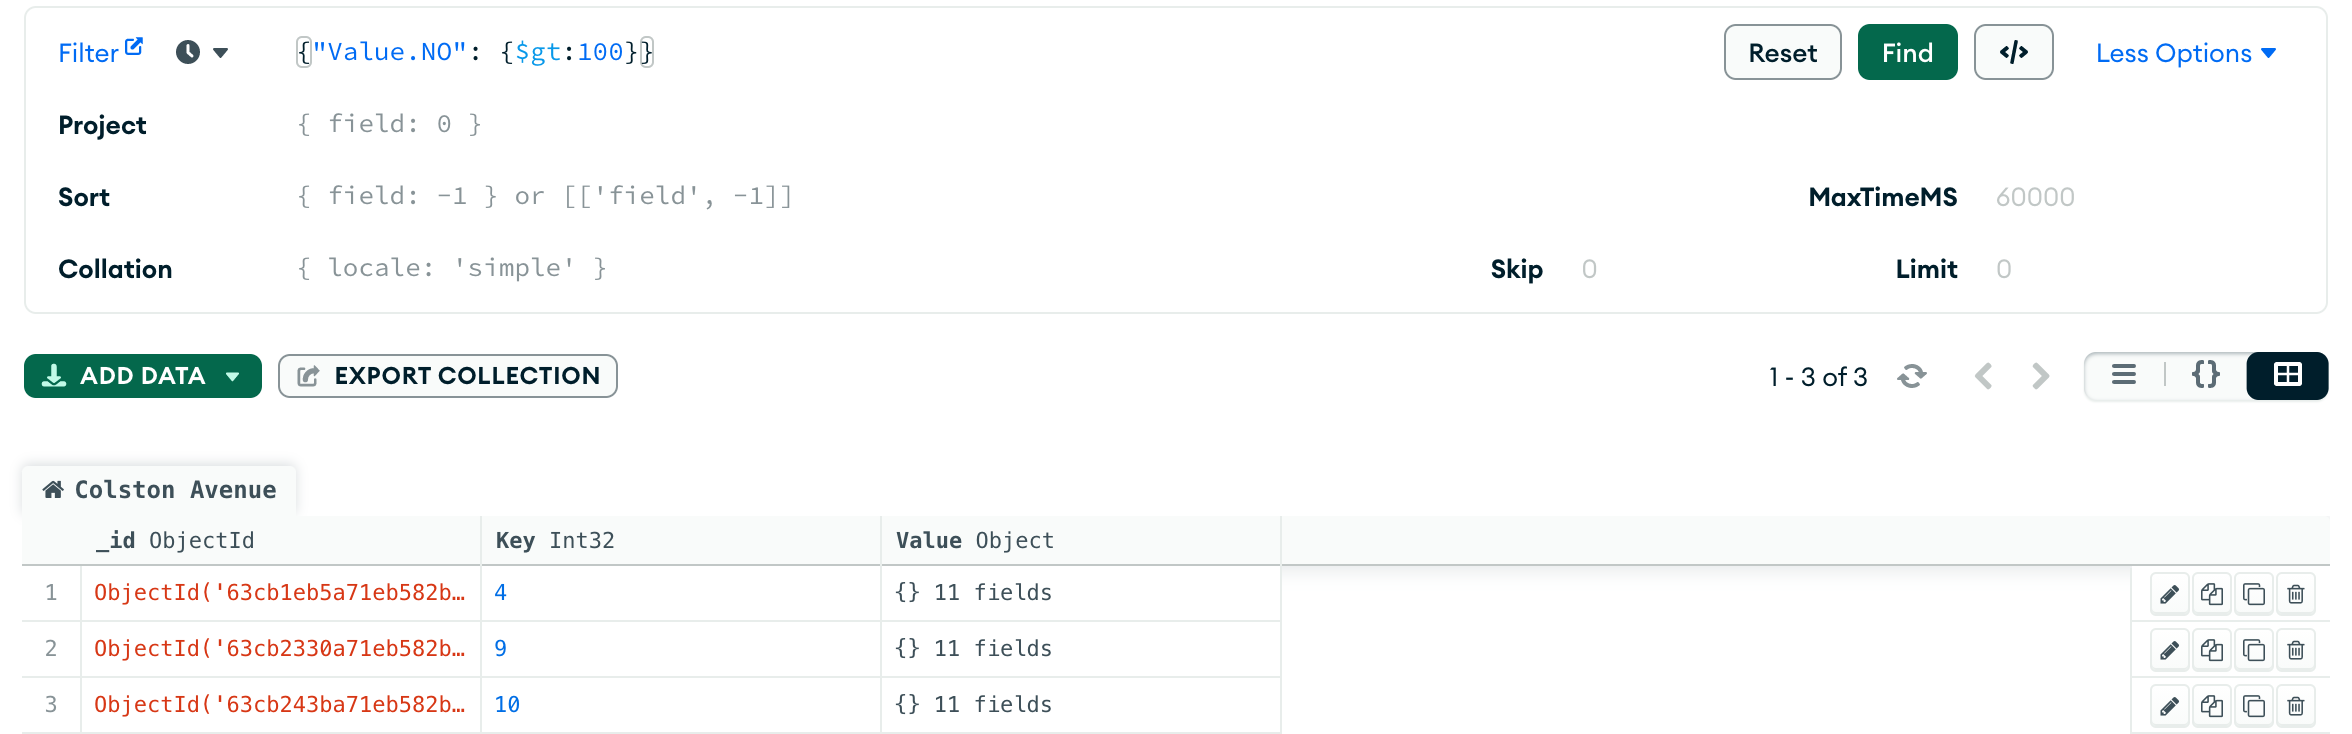 Filter {"Value.NO": {$gt:100}} Reset Find </> Less Options
Project { field: 0 }
Sort { field: -1 } or [['field', -1]] MaxTimeMS 60000
Collation { locale: 'simple' } Skip 0 Limit 0
ADD DATA EXPORT COLLECTION 1 - 3 of 3 {}
Colston Avenue
_id ObjectId Key Int32 Value Object
1 ObjectId('63cb1eb5a71eb582b… 4 {} 11 fields
2 ObjectId('63cb2330a71eb582b… 9 {} 11 fields
3 ObjectId('63cb243ba71eb582b… 10 {} 11 fields